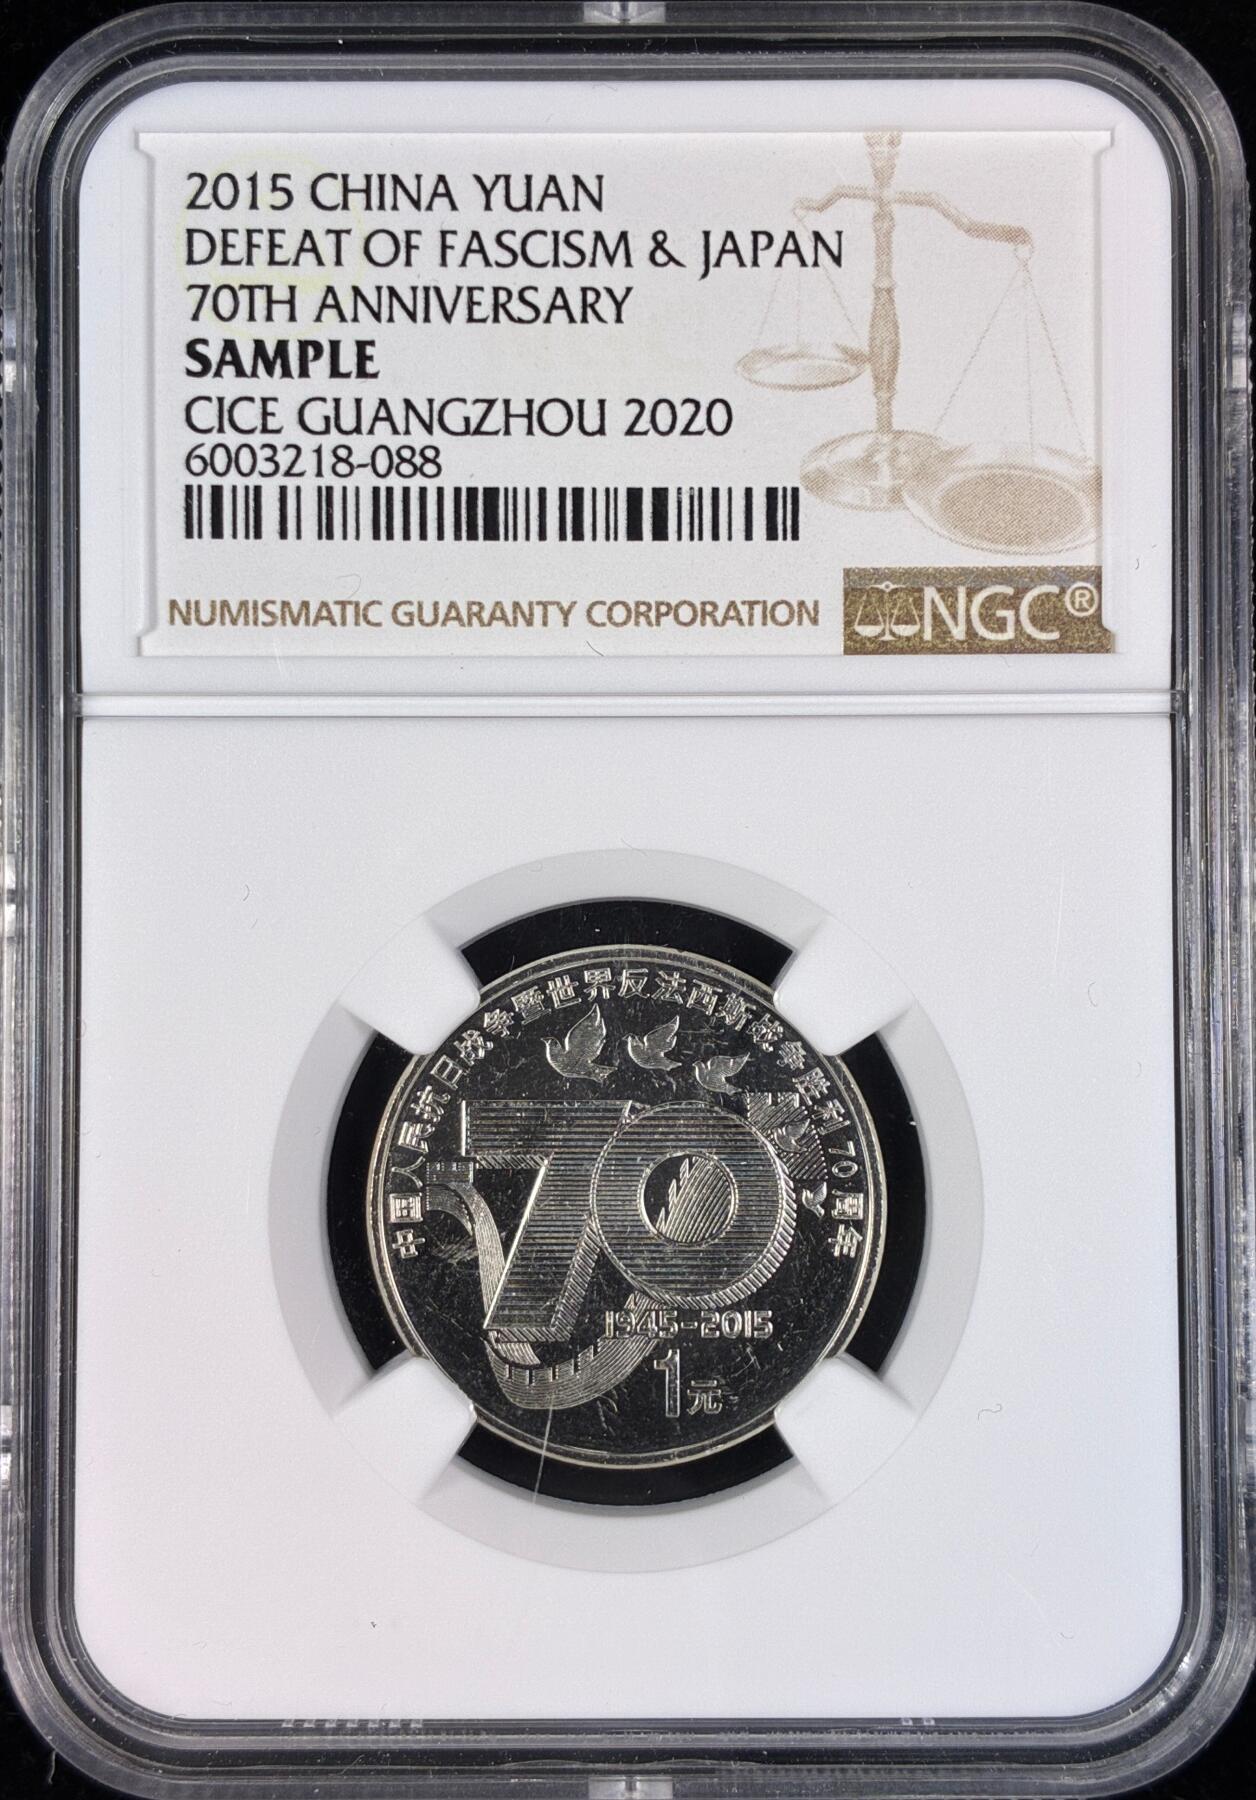 2015 CHINA YUAN
DEFEAT OF FASCISM & JAPAN
70TH ANNIVERSARY
SAMPLE
CICE GUANGZHOU 2020
6003218-088
NUMISMATIC GUARANTY CORPORATION
NGC®
中国人民抗日战争暨世界反法西斯战争胜利70周年
70
1945-2015
1元